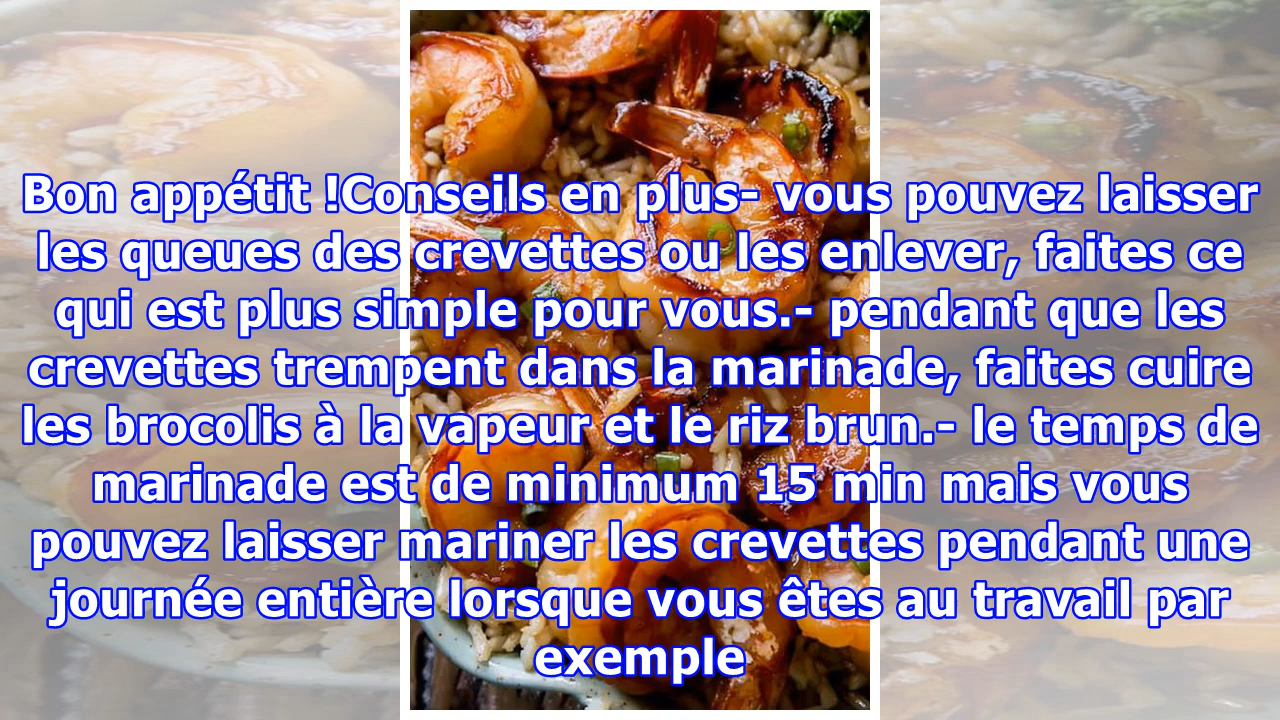 Bon appétit !Conseils en plus- vous pouvez laisser
les queues des crevettes ou les enlever, faites ce
qui est plus simple pour vous.- pendant que les
crevettes trempent dans la marinade, faites cuire
les brocolis à la vapeur et le riz brun.- le temps de
marinade est de minimum 15 min mais vous
pouvez laisser mariner les crevettes pendant une
journée entière lorsque vous êtes au travail par
exemple